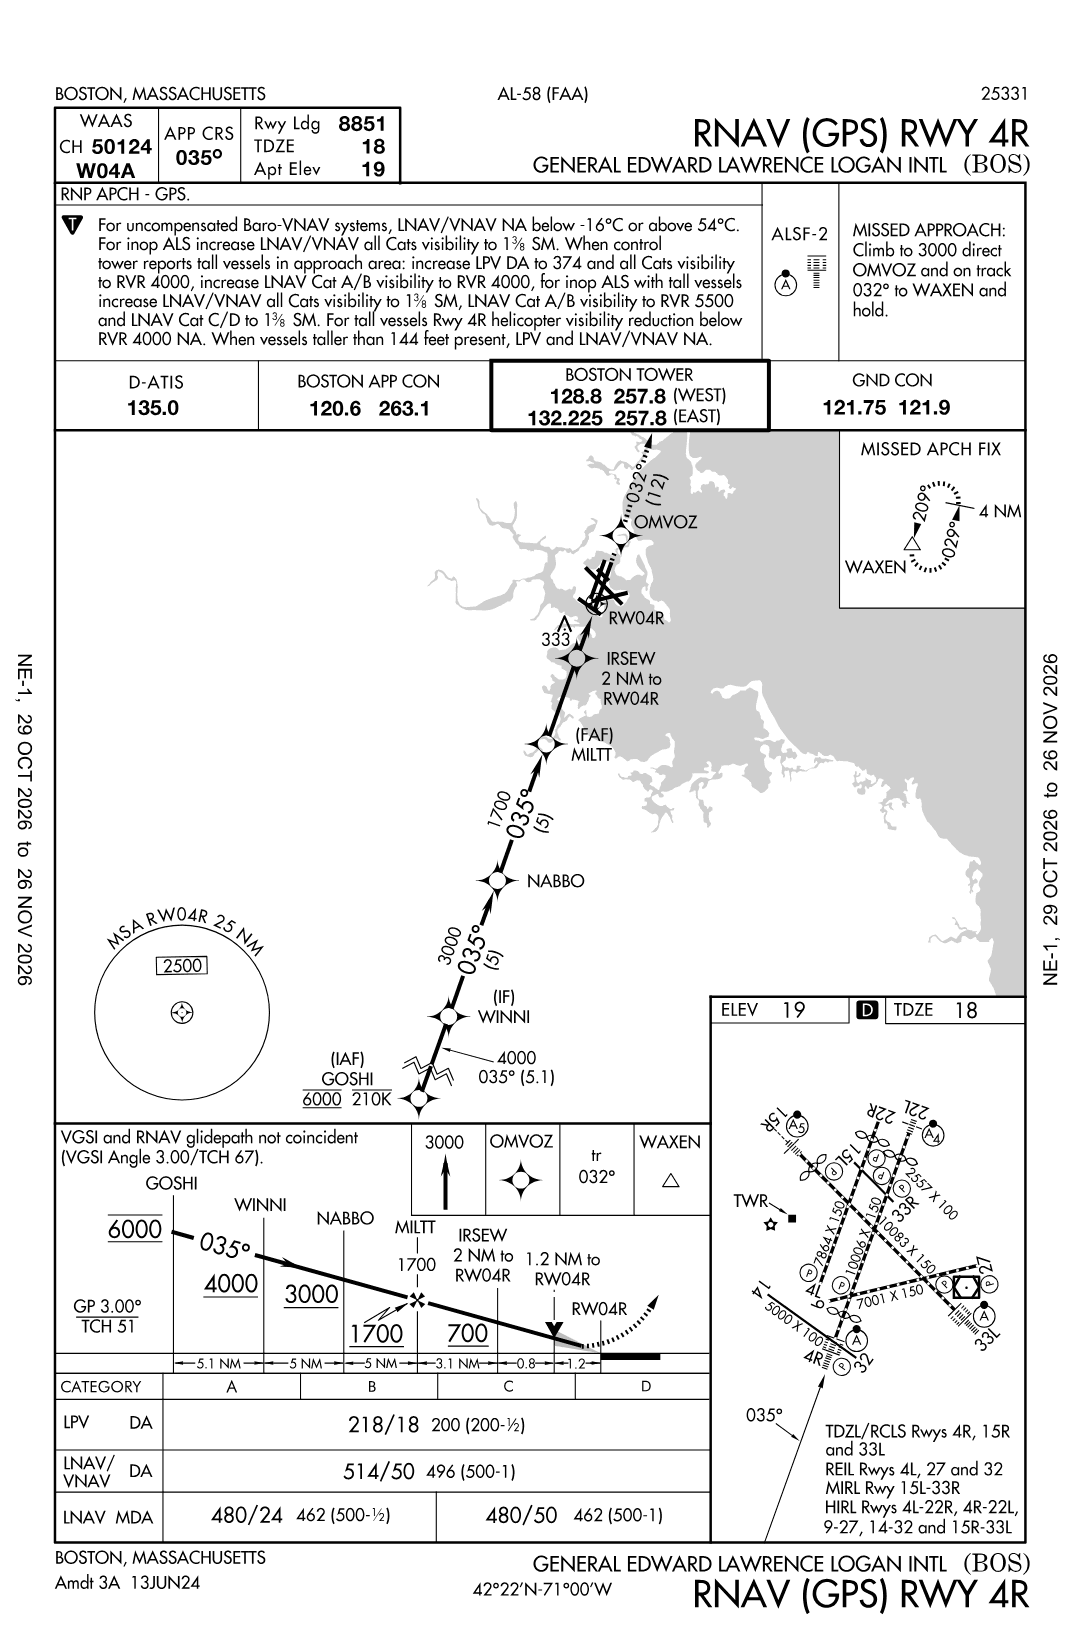 BOSTON, MASSACHUSETTS
AL-58 (FAA)
25331
WAAS
CH 50124
W04A
APP CRS
035°
Rwy Ldg 8851
TDZE 18
Apt Elev 19
RNAV (GPS) RWY 4R
GENERAL EDWARD LAWRENCE LOGAN INTL (BOS)
RNP APCH - GPS.
T
For uncompensated Baro-VNAV systems, LNAV/VNAV NA below -16°C or above 54°C.
For inop ALS increase LNAV/VNAV all Cats visibility to 1⅜ SM. When control
tower reports tall vessels in approach area: increase LPV DA to 374 and all Cats visibility
to RVR 4000, increase LNAV Cat A/B visibility to RVR 4000, for inop ALS with tall vessels
increase LNAV/VNAV all Cats visibility to 1⅜ SM, LNAV Cat A/B visibility to RVR 5500
and LNAV Cat C/D to 1⅜ SM. For tall vessels Rwy 4R helicopter visibility reduction below
RVR 4000 NA. When vessels taller than 144 feet present, LPV and LNAV/VNAV NA.
ALSF-2
A
MISSED APPROACH:
Climb to 3000 direct
OMVOZ and on track
032° to WAXEN and
hold.
D-ATIS
135.0
BOSTON APP CON
120.6 263.1
BOSTON TOWER
128.8 257.8 (WEST)
132.225 257.8 (EAST)
GND CON
121.75 121.9
MISSED APCH FIX
209°
4 NM
029°
WAXEN
032°
(12)
OMVOZ
RW04R
333
IRSEW
2 NM to
RW04R
(FAF)
MILTT
1700
035°
(5)
NABBO
3000
035°
(5)
(IF)
WINNI
4000
035° (5.1)
(IAF)
GOSHI
6000 210K
MSA RW04R 25 NM
2500
NE-1, 29 OCT 2026 to 26 NOV 2026
NE-1, 29 OCT 2026 to 26 NOV 2026
ELEV 19
D
TDZE 18
15R
A5
22R
22L
A4
15L
P
P
P
P
2557 X 100
33R
TWR
7864 X 150
10006 X 150
10083 X 150
P
4L
P
9
7001 X 150
27
P
P
A
33L
14
5000 X 100
A
4R
P
32
035°
TDZL/RCLS Rwys 4R, 15R
and 33L
REIL Rwys 4L, 27 and 32
MIRL Rwy 15L-33R
HIRL Rwys 4L-22R, 4R-22L,
9-27, 14-32 and 15R-33L
VGSI and RNAV glidepath not coincident
(VGSI Angle 3.00/TCH 67).
3000
OMVOZ
tr
032°
WAXEN
GOSHI
WINNI
NABBO
MILTT
1700
IRSEW
2 NM to
RW04R
1.2 NM to
RW04R
RW04R
6000
035°
4000
3000
1700
700
GP 3.00°
TCH 51
5.1 NM
5 NM
5 NM
3.1 NM
0.8
1.2
CATEGORY A B C D
LPV DA 218/18 200 (200-½)
LNAV/
VNAV DA 514/50 496 (500-1)
LNAV MDA 480/24 462 (500-½) 480/50 462 (500-1)
BOSTON, MASSACHUSETTS
Amdt 3A 13JUN24
42°22'N-71°00'W
GENERAL EDWARD LAWRENCE LOGAN INTL (BOS)
RNAV (GPS) RWY 4R